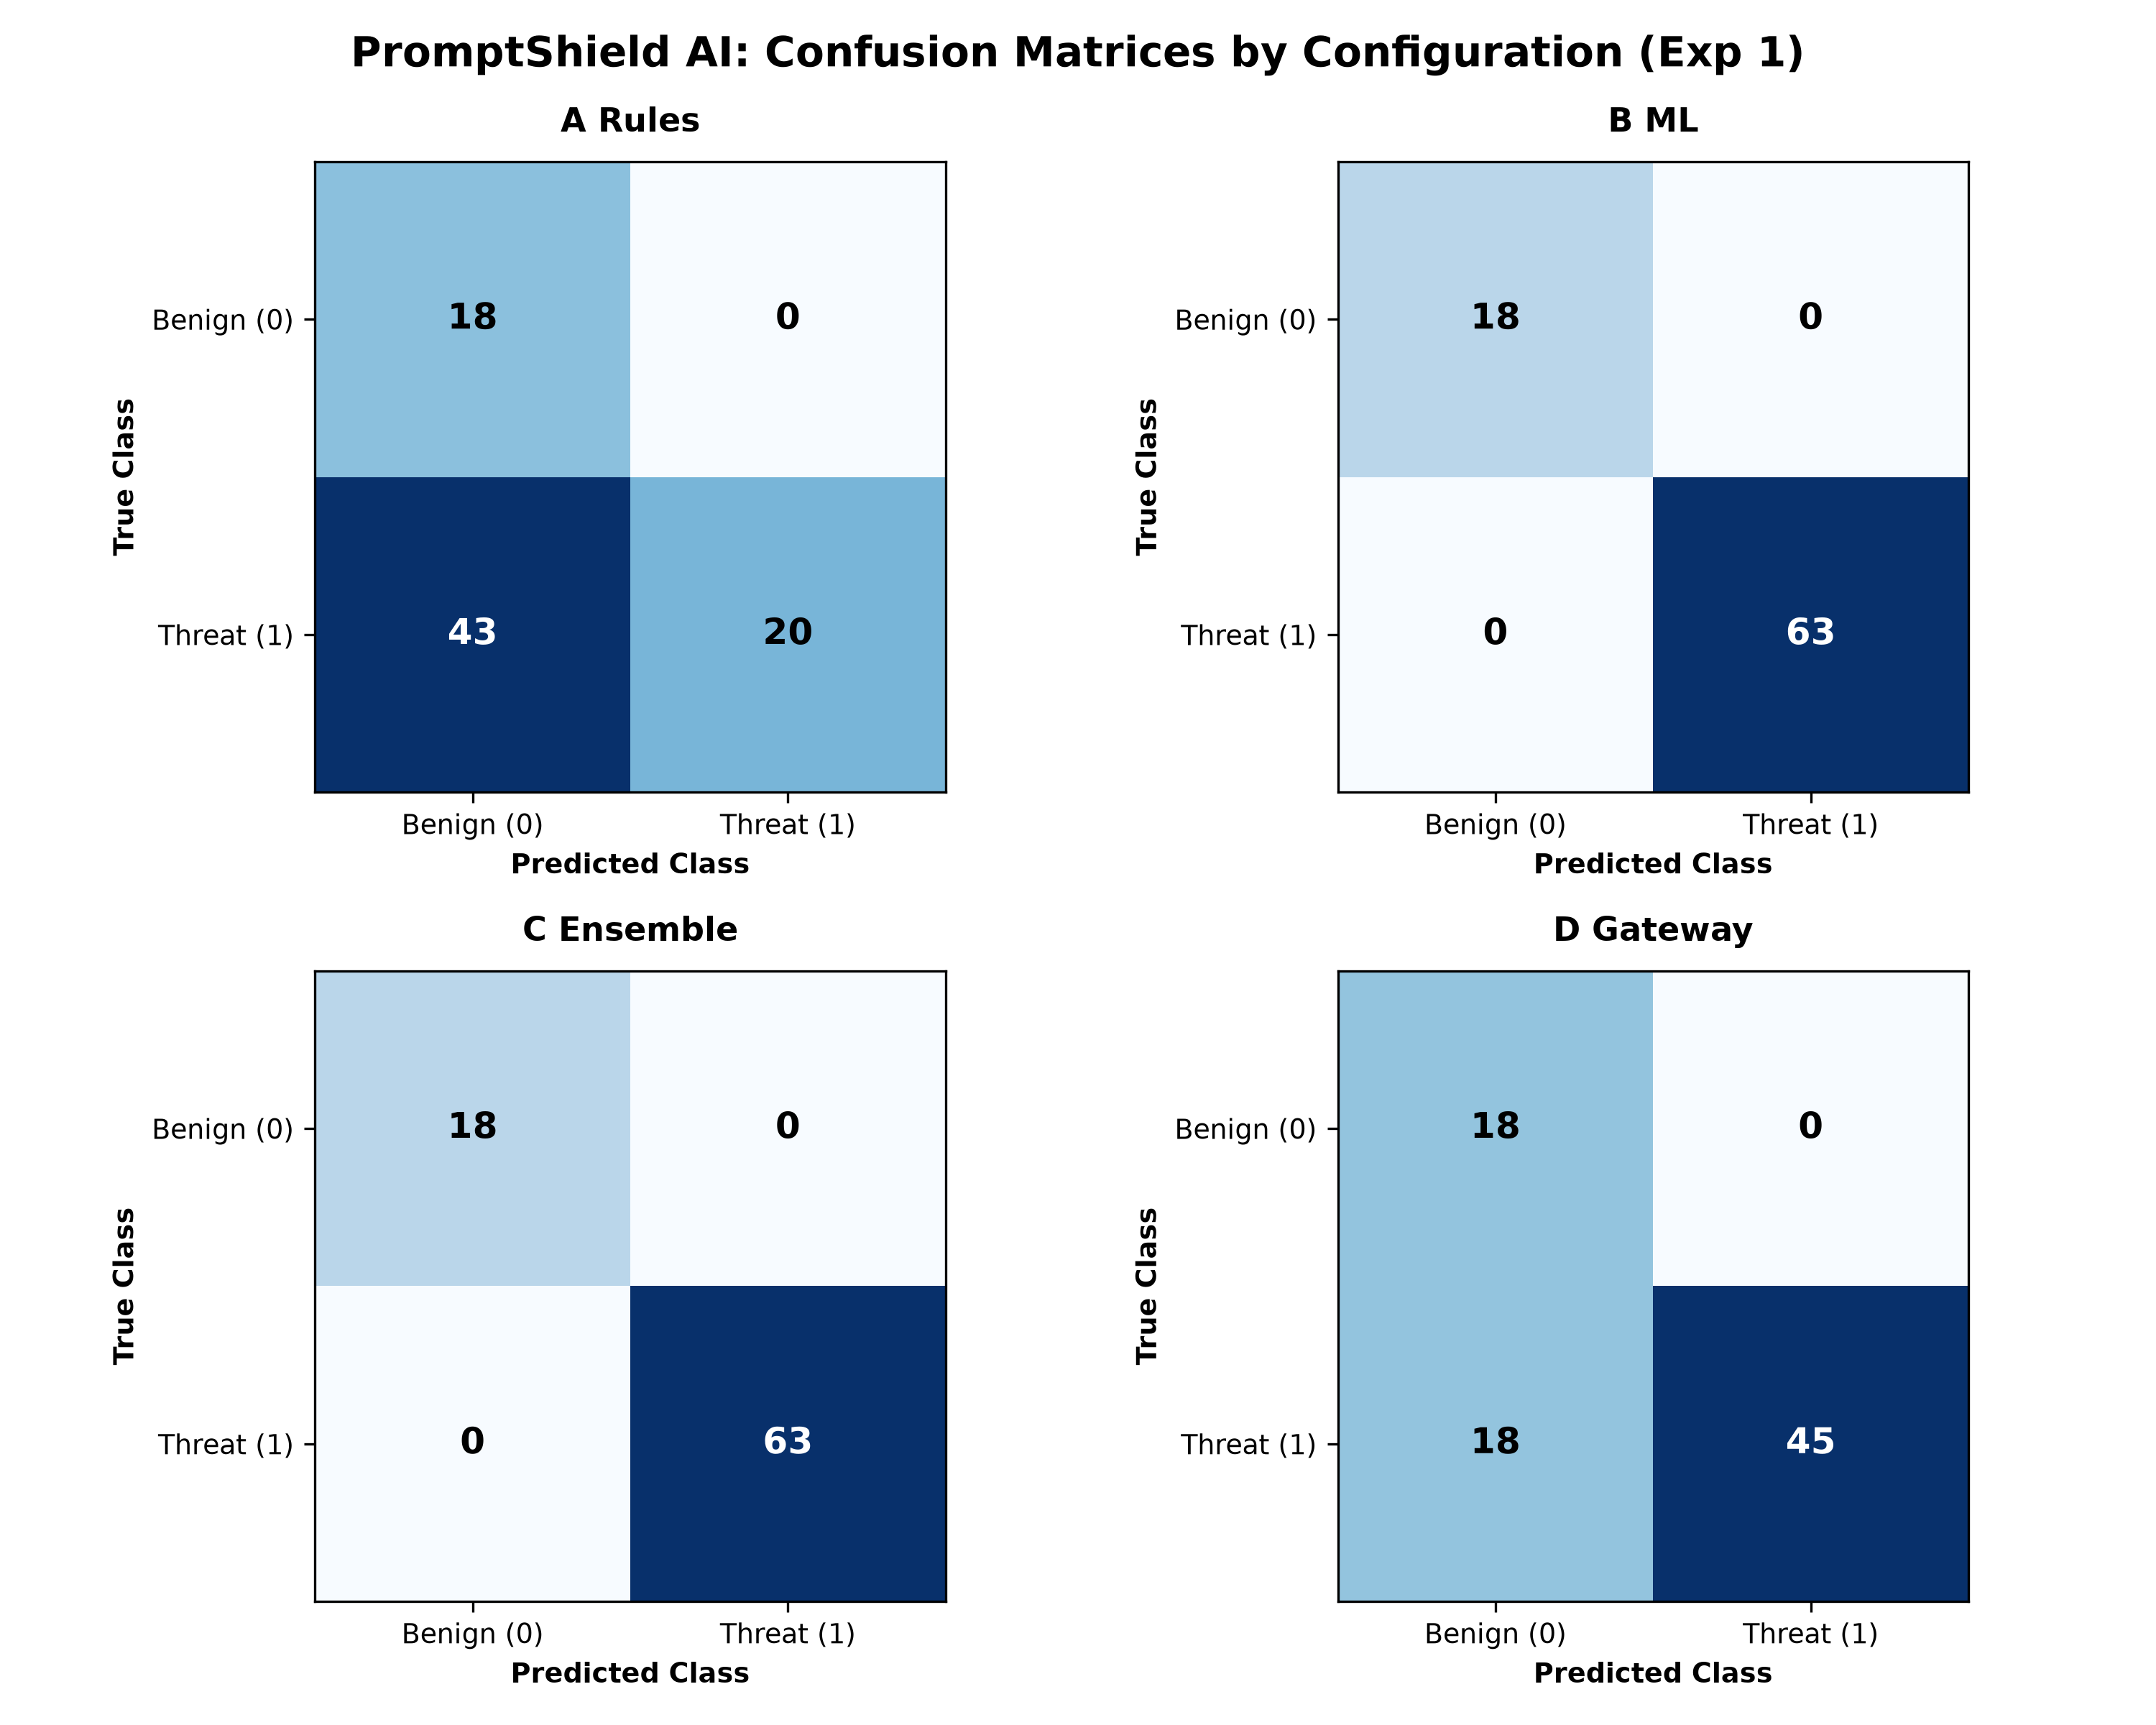 PromptShield AI: Confusion Matrices by Configuration (Exp 1)
A Rules
True Class
Benign (0)
18 0
Threat (1)
43 20
Benign (0) Threat (1)
Predicted Class
B ML
True Class
Benign (0)
18 0
Threat (1)
0 63
Benign (0) Threat (1)
Predicted Class
C Ensemble
True Class
Benign (0)
18 0
Threat (1)
0 63
Benign (0) Threat (1)
Predicted Class
D Gateway
True Class
Benign (0)
18 0
Threat (1)
18 45
Benign (0) Threat (1)
Predicted Class